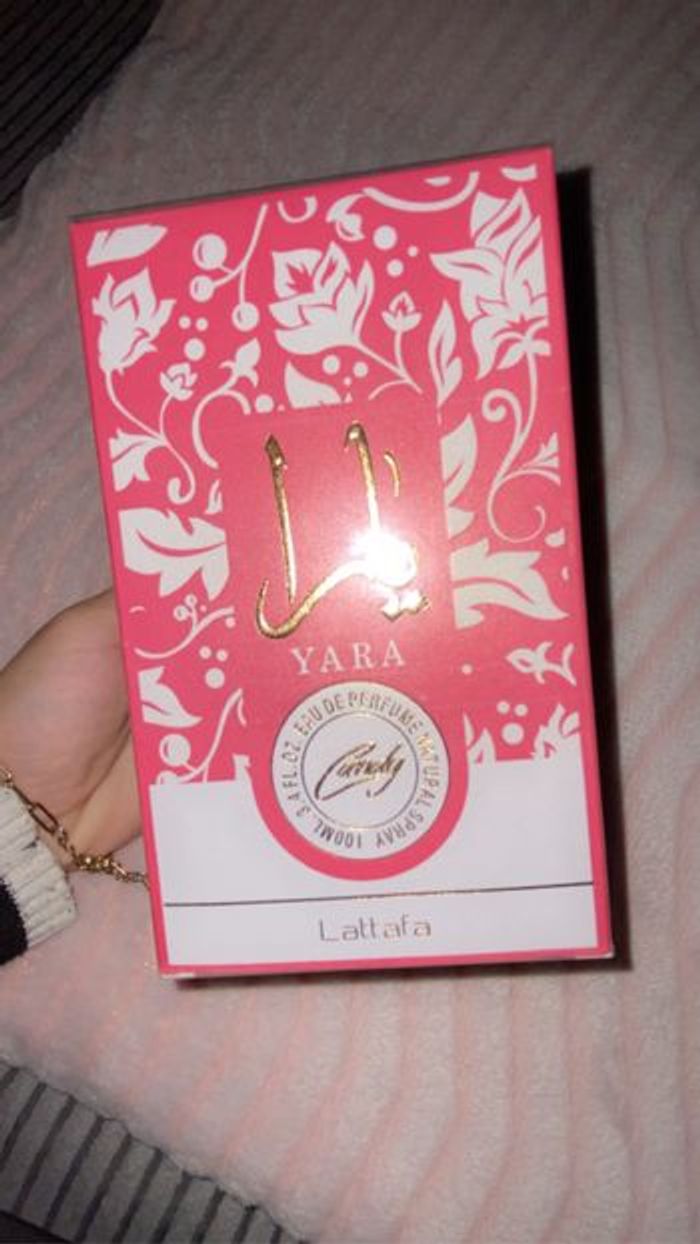 يارا
YARA
3.4 FL.OZ. EAU DE PERFUME NATURAL SPRAY 100ML.
Candy
Lattafa